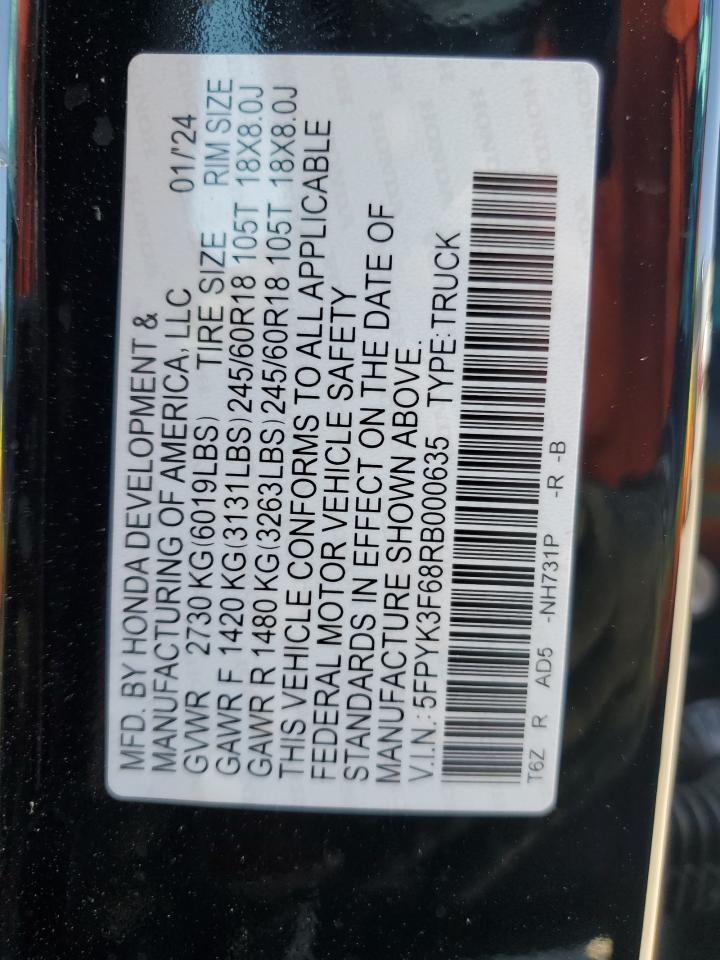 MFD. BY HONDA DEVELOPMENT &
MANUFACTURING OF AMERICA, LLC 01/'24
GVWR 2730 KG(6019LBS) TIRE SIZE RIM SIZE
GAWR F 1420 KG(3131LBS) 245/60R18 105T 18X8.0J
GAWR R 1480 KG(3263LBS) 245/60R18 105T 18X8.0J
THIS VEHICLE CONFORMS TO ALL APPLICABLE
FEDERAL MOTOR VEHICLE SAFETY
STANDARDS IN EFFECT ON THE DATE OF
MANUFACTURE SHOWN ABOVE.
V.I.N.: 5FPYK3F68RB000635 TYPE: TRUCK
T6Z R AD5 -NH731P -R -B